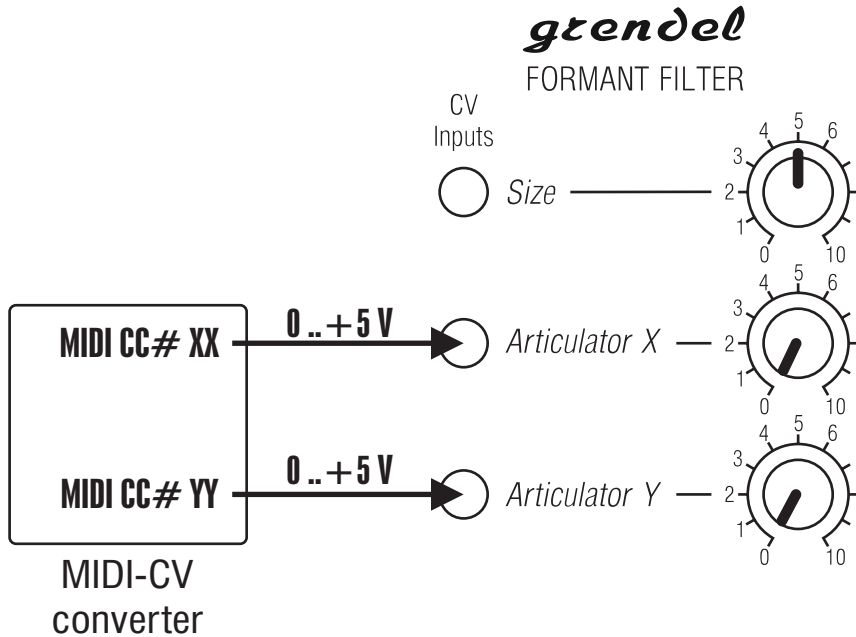 grendel
FORMANT FILTER
CV
Inputs
Size
0 1 2 3 4 5 6 10
MIDI CC# XX
0 ..+5 V
Articulator X
0 1 2 3 4 5 6 10
MIDI CC# YY
0 ..+5 V
Articulator Y
0 1 2 3 4 5 6 10
MIDI-CV
converter